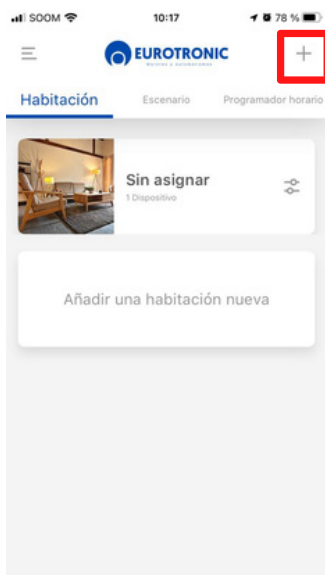 SOOM 10:17 78 %
EUROTRONIC
Habitación Escenario Programador horario
Sin asignar
1 Dispositivo
Añadir una habitación nueva